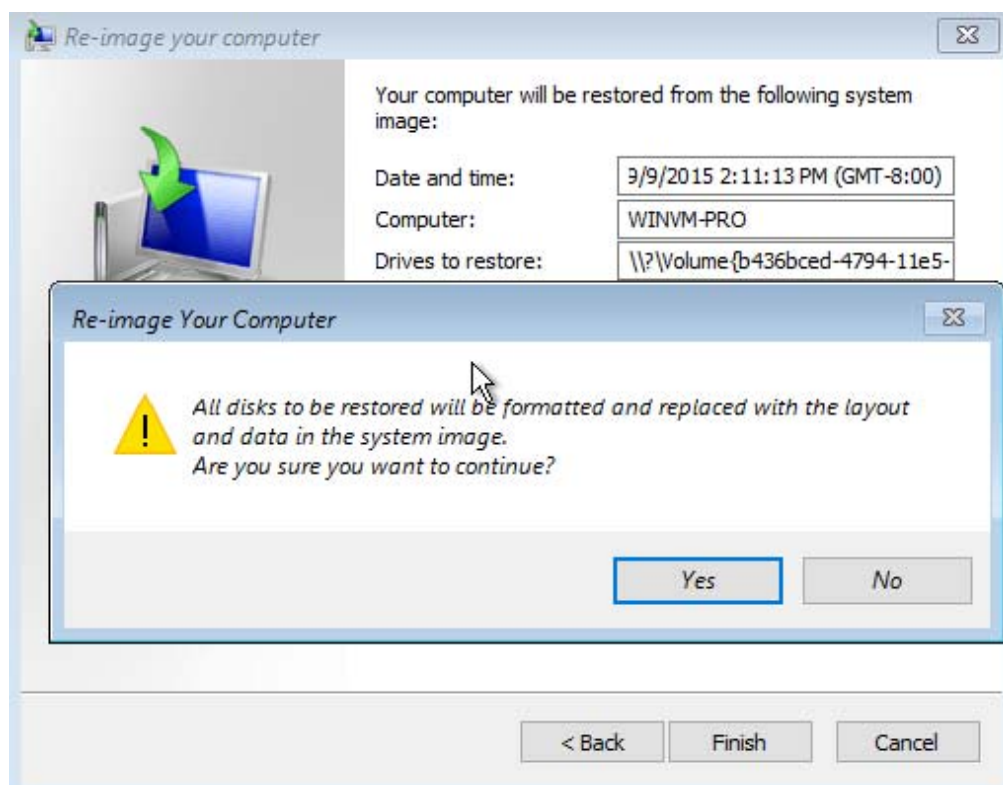 Re-image your computer
Your computer will be restored from the following system
image:
Date and time: 9/9/2015 2:11:13 PM (GMT-8:00)
Computer: WINVM-PRO
Drives to restore: \\?\Volume{b436bced-4794-11e5-
Re-image Your Computer
All disks to be restored will be formatted and replaced with the layout
and data in the system image.
Are you sure you want to continue?
Yes No
< Back Finish Cancel